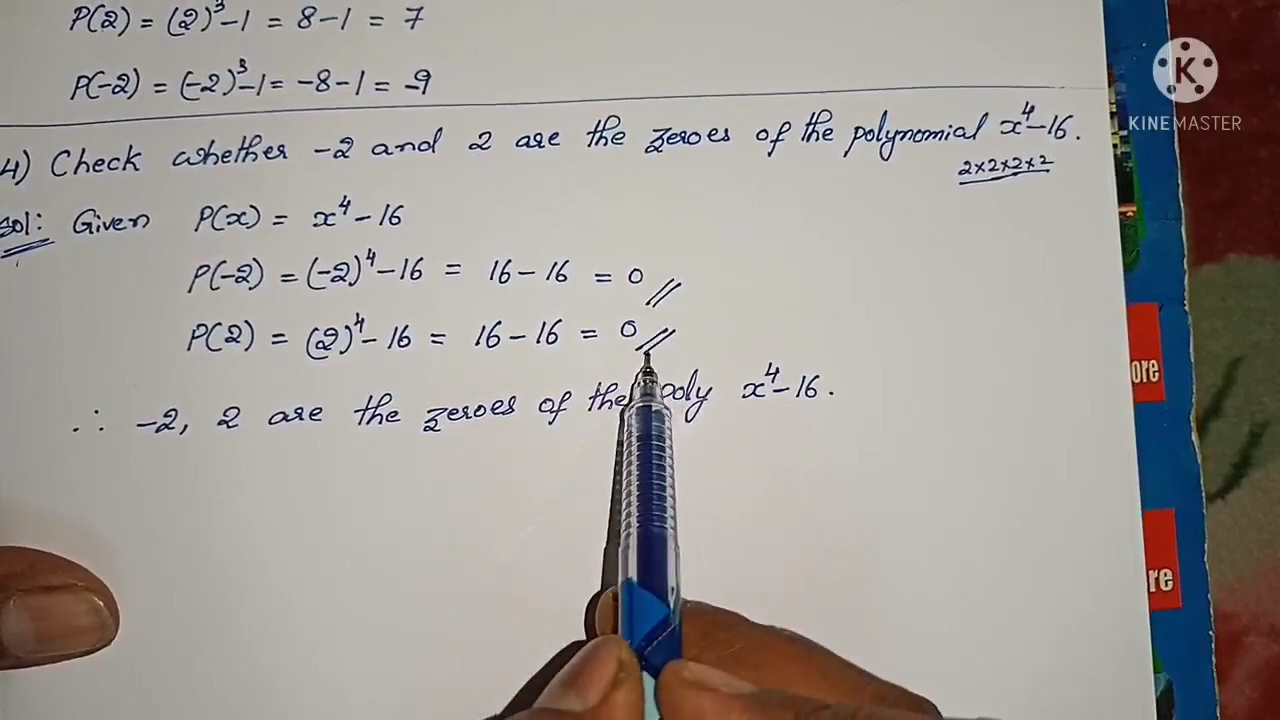 P(2) = (2)³-1 = 8-1 = 7
P(-2) = (-2)³-1 = -8-1 = -9
K
KINEMASTER
4) Check whether -2 and 2 are the zeroes of the polynomial x⁴-16.
2×2×2×2
Sol: Given P(x) = x⁴-16
P(-2) = (-2)⁴-16 = 16-16 = 0
P(2) = (2)⁴-16 = 16-16 = 0
∴ -2, 2 are the zeroes of the poly x⁴-16.
ore
re